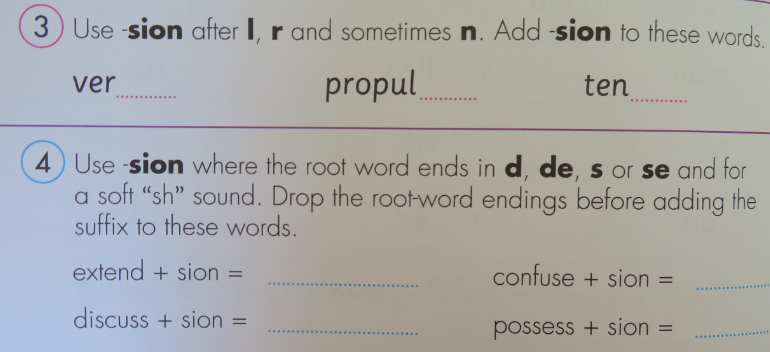 3 Use -sion after l, r and sometimes n. Add -sion to these words.
ver.......... propul.......... ten..........
4 Use -sion where the root word ends in d, de, s or se and for
a soft “sh” sound. Drop the root-word endings before adding the
suffix to these words.
extend + sion = .......... confuse + sion = ..........
discuss + sion = .......... possess + sion = ..........